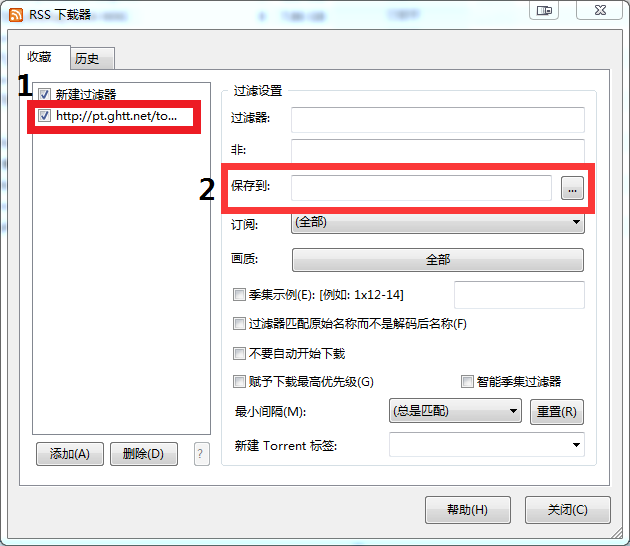 RSS 下载器
收藏 历史
1
新建过滤器
http://pt.ghtt.net/to...
添加(A) 删除(D) ?
过滤设置
过滤器:
非:
2
保存到: ...
订阅: (全部)
画质: 全部
季集示例(E): [例如: 1x12-14]
过滤器匹配原始名称而不是解码后名称(F)
不要自动开始下载
赋予下载最高优先级(G) 智能季集过滤器
最小间隔(M): (总是匹配) 重置(R)
新建 Torrent 标签:
帮助(H) 关闭(C)